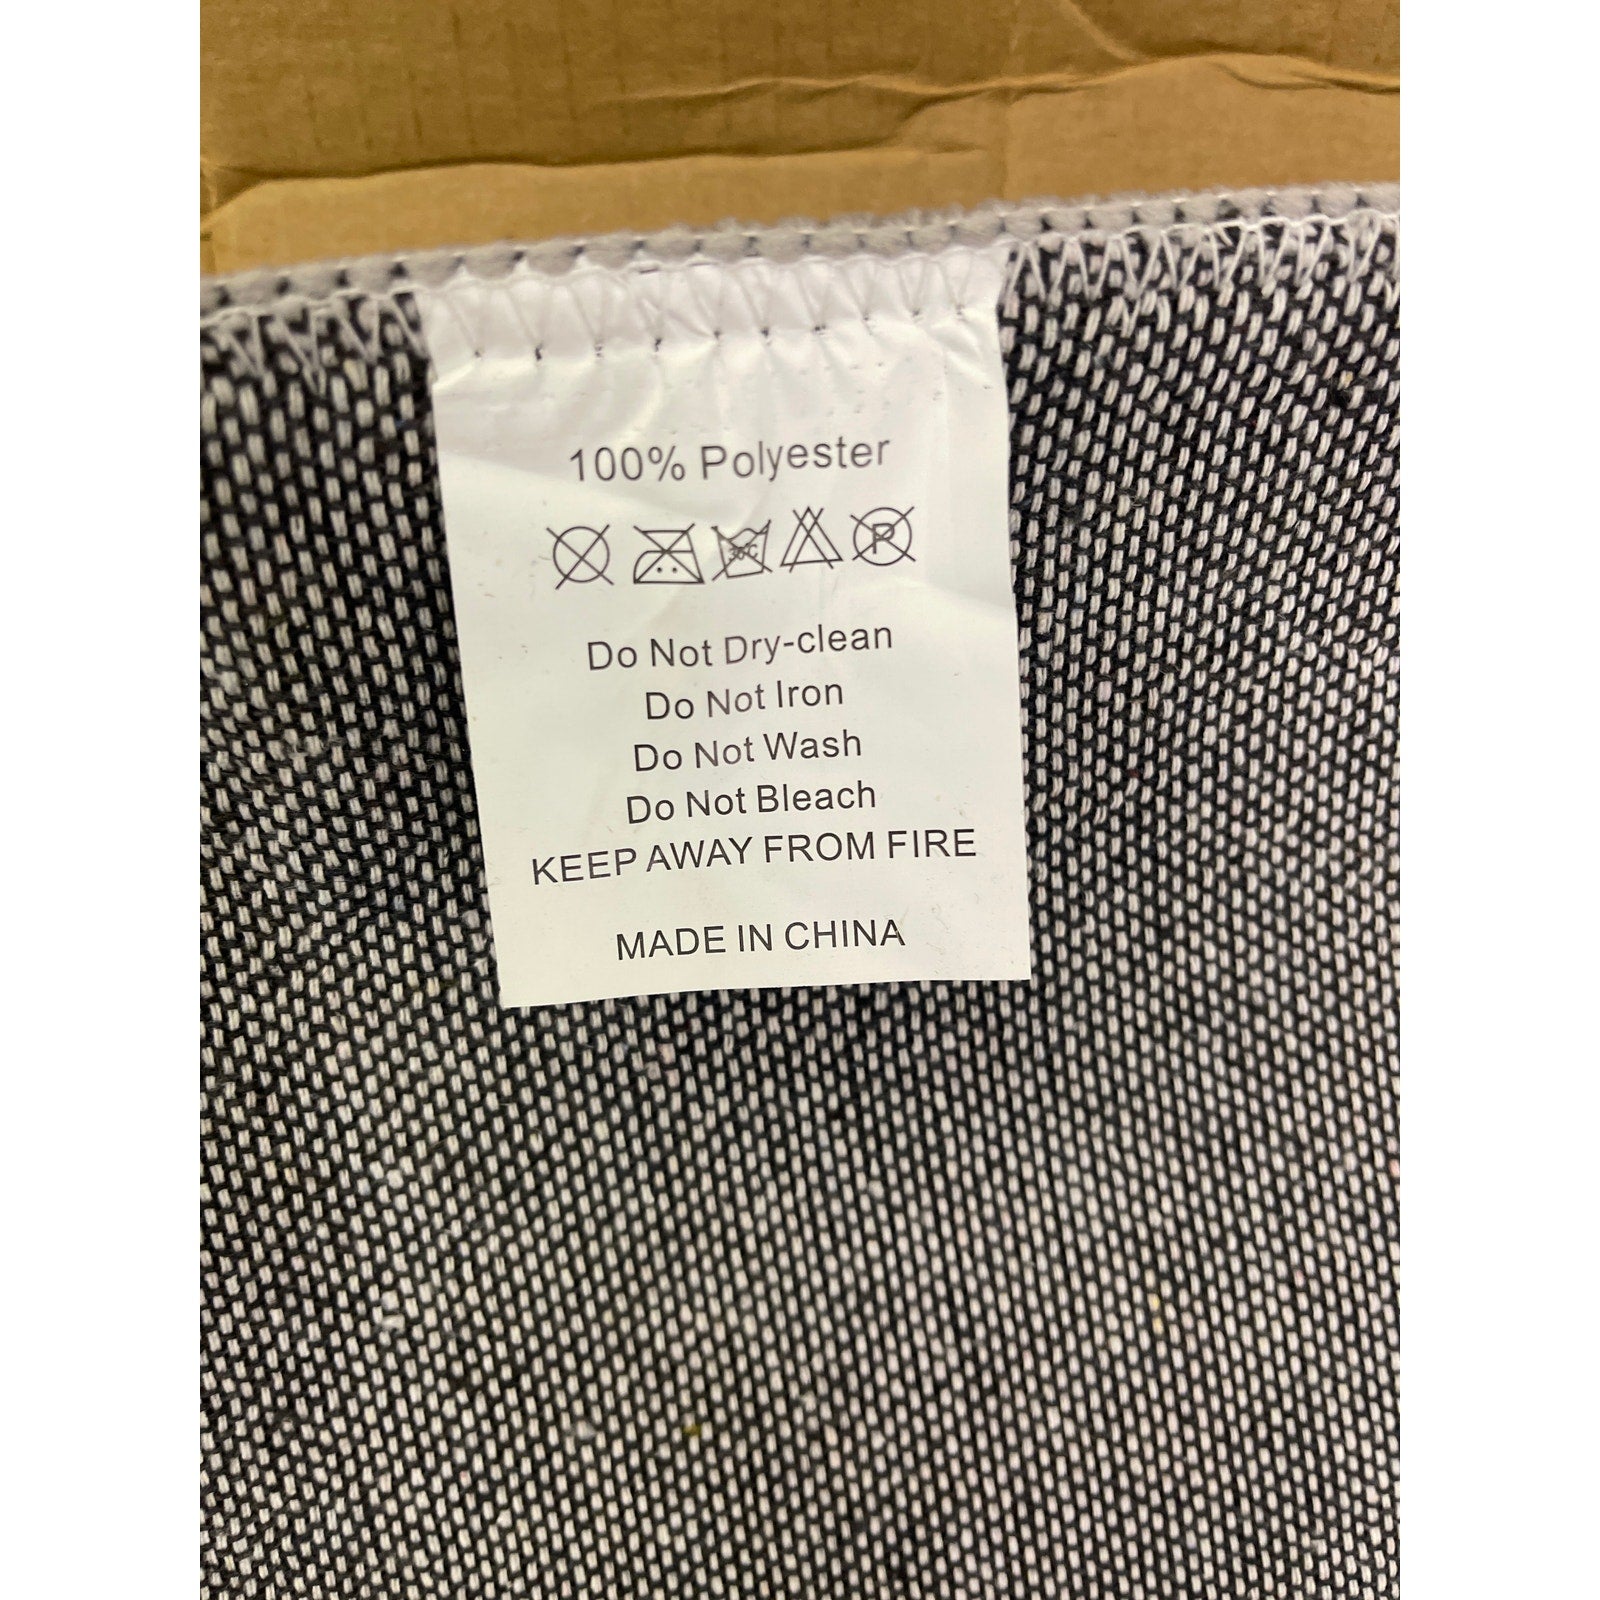 100% Polyester
30°C P
Do Not Dry-clean
Do Not Iron
Do Not Wash
Do Not Bleach
KEEP AWAY FROM FIRE
MADE IN CHINA